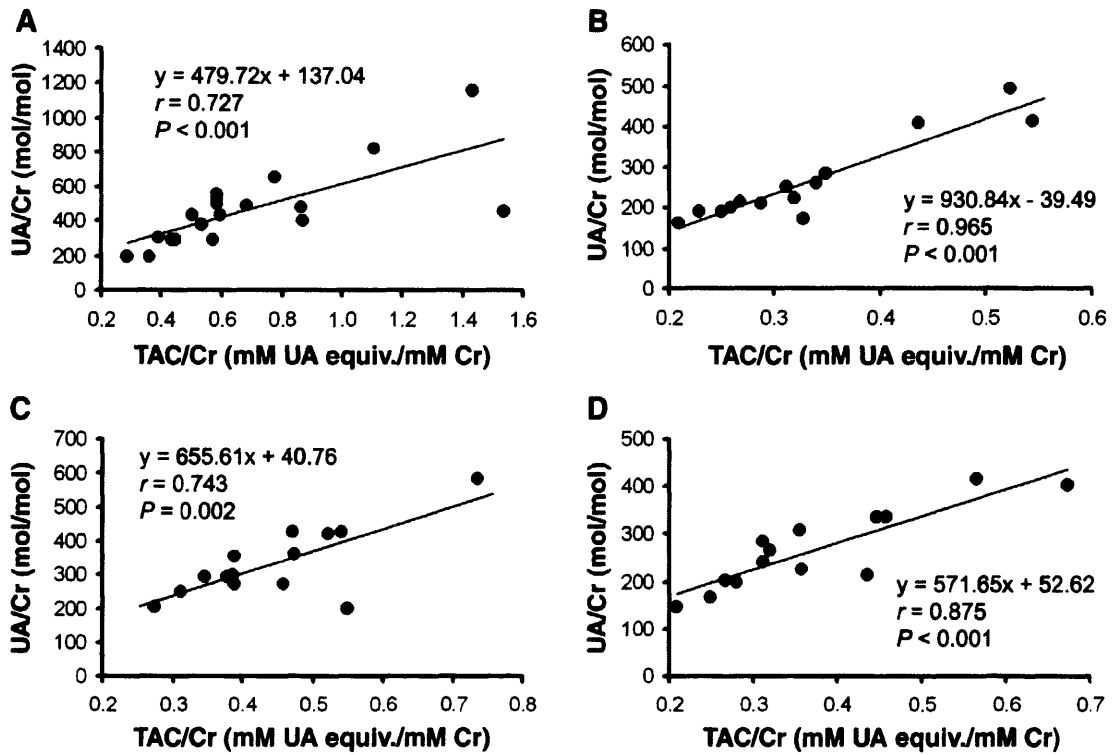 A
1400
1200
1000
800
600
400
200
0
UA/Cr (mol/mol)
y = 479.72x + 137.04
r = 0.727
P < 0.001
0.2 0.4 0.6 0.8 1.0 1.2 1.4 1.6
TAC/Cr (mM UA equiv./mM Cr)
B
600
500
400
300
200
100
0
UA/Cr (mol/mol)
y = 930.84x - 39.49
r = 0.965
P < 0.001
0.2 0.3 0.4 0.5 0.6
TAC/Cr (mM UA equiv./mM Cr)
C
700
600
500
400
300
200
100
0
UA/Cr (mol/mol)
y = 655.61x + 40.76
r = 0.743
P = 0.002
0.2 0.3 0.4 0.5 0.6 0.7 0.8
TAC/Cr (mM UA equiv./mM Cr)
D
500
400
300
200
100
0
UA/Cr (mol/mol)
y = 571.65x + 52.62
r = 0.875
P < 0.001
0.2 0.3 0.4 0.5 0.6 0.7
TAC/Cr (mM UA equiv./mM Cr)